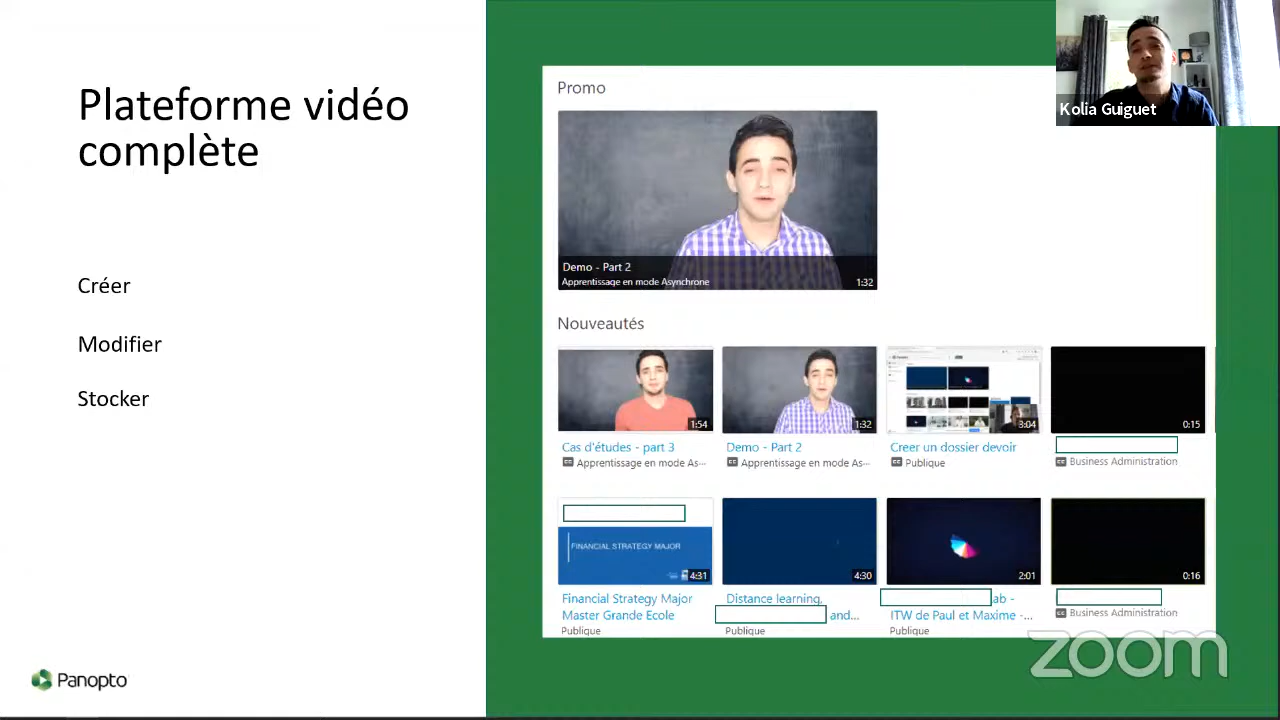 Plateforme vidéo
complète
Créer
Modifier
Stocker
Panopto
Promo
Demo - Part 2
Apprentissage en mode Asynchrone
1:32
Nouveautés
1:54
1:32
3:04
0:15
Cas d'études - part 3
Demo - Part 2
Creer un dossier devoir
Apprentissage en mode As...
Apprentissage en mode As...
Publique
Business Administration
FINANCIAL STRATEGY MAJOR
4:31
4:30
2:01
0:16
Financial Strategy Major
Master Grande Ecole
Publique
Distance learning,
and...
Publique
ab -
ITW de Paul et Maxime -...
Publique
Business Administration
Kolia Guiguet
zoom